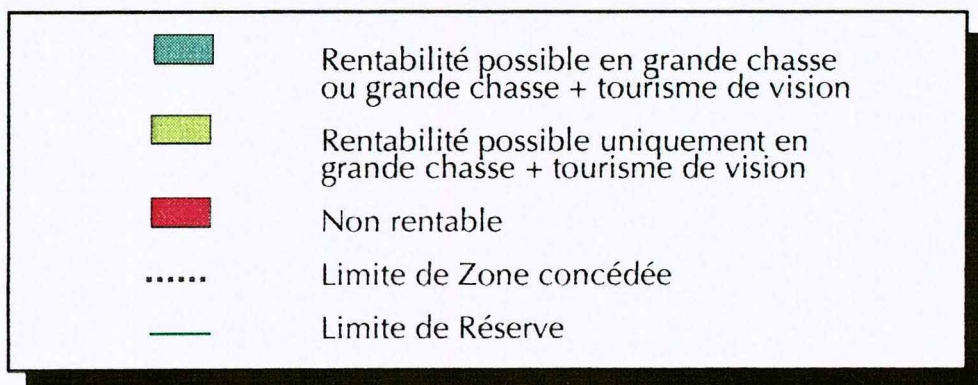 Rentabilité possible en grande chasse
ou grande chasse + tourisme de vision
Rentabilité possible uniquement en
grande chasse + tourisme de vision
Non rentable
Limite de Zone concédée
Limite de Réserve